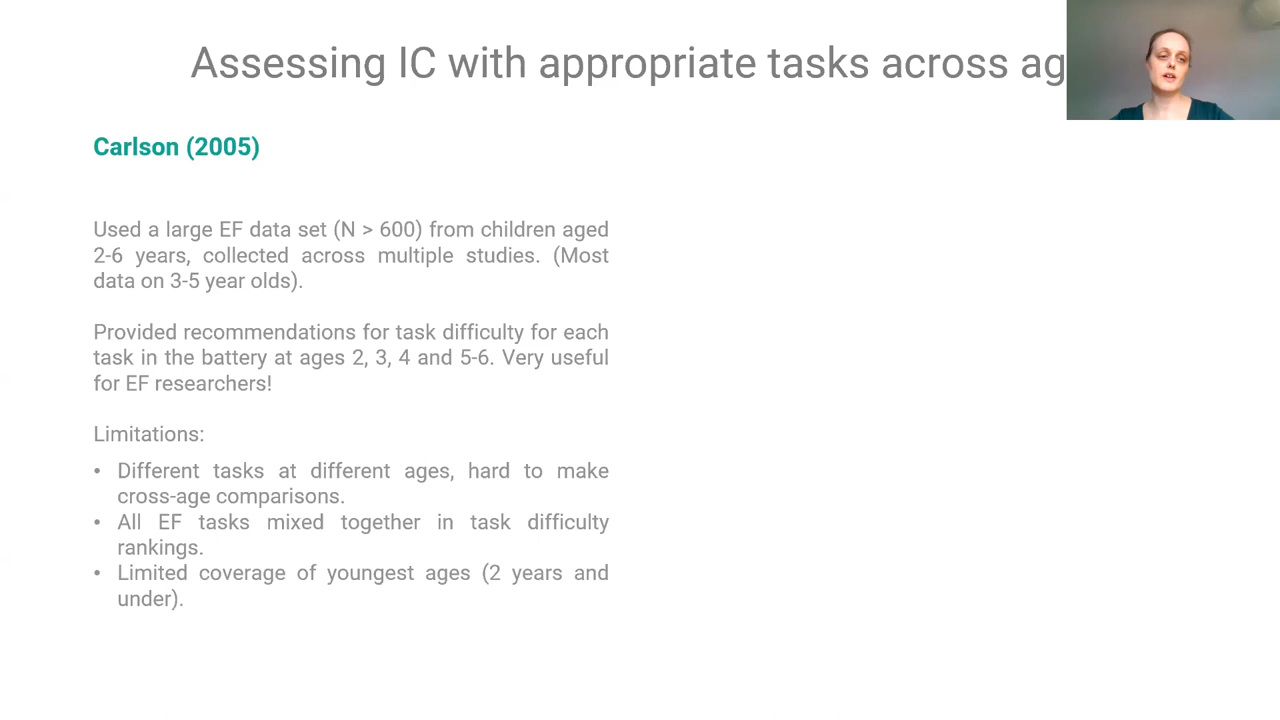 Assessing IC with appropriate tasks across ag
Carlson (2005)
Used a large EF data set (N > 600) from children aged
2-6 years, collected across multiple studies. (Most
data on 3-5 year olds).
Provided recommendations for task difficulty for each
task in the battery at ages 2, 3, 4 and 5-6. Very useful
for EF researchers!
Limitations:
• Different tasks at different ages, hard to make
cross-age comparisons.
• All EF tasks mixed together in task difficulty
rankings.
• Limited coverage of youngest ages (2 years and
under).